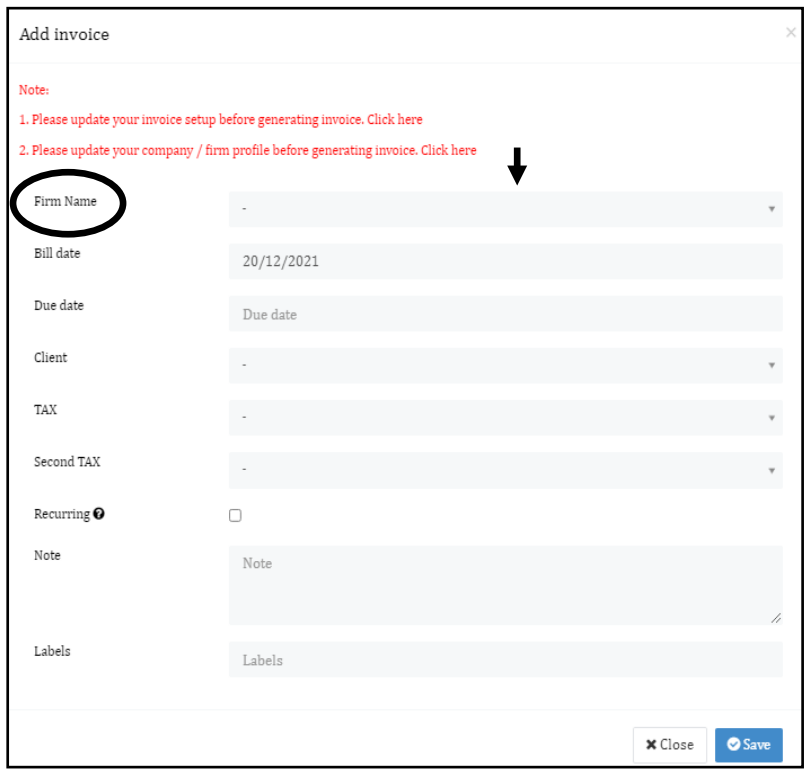 Add invoice ×
Note:
1. Please update your invoice setup before generating invoice. Click here
2. Please update your company / firm profile before generating invoice. Click here
Firm Name -
Bill date 20/12/2021
Due date Due date
Client -
TAX -
Second TAX -
Recurring ?
Note Note
Labels Labels
✖ Close Save